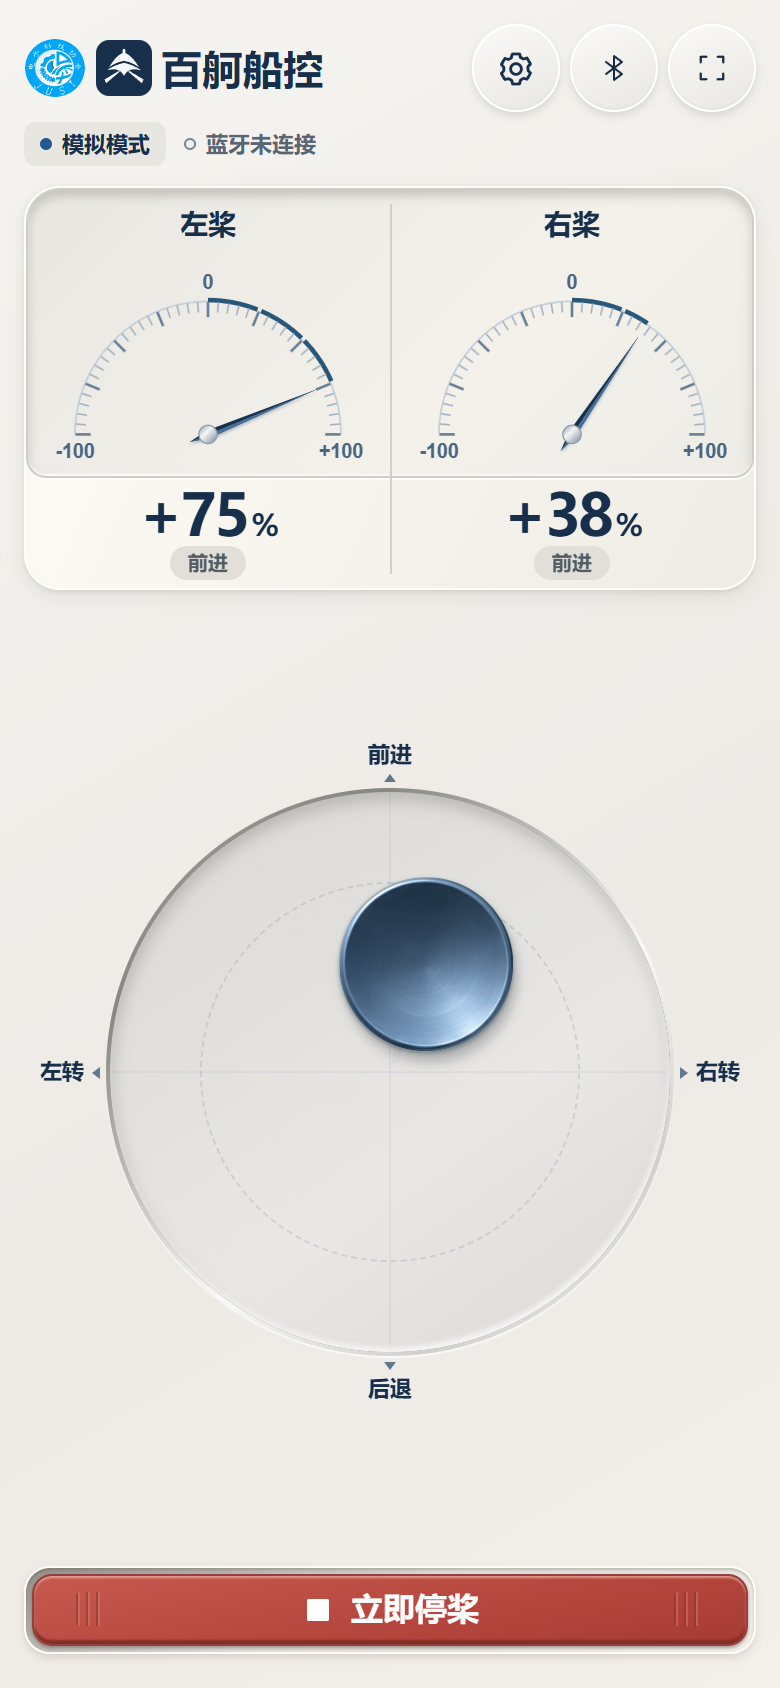 百舸船控
模拟模式 蓝牙未连接
左桨 右桨
0 0
-100 +100 -100 +100
+75% +38%
前进 前进
前进
左转 右转
后退
立即停桨